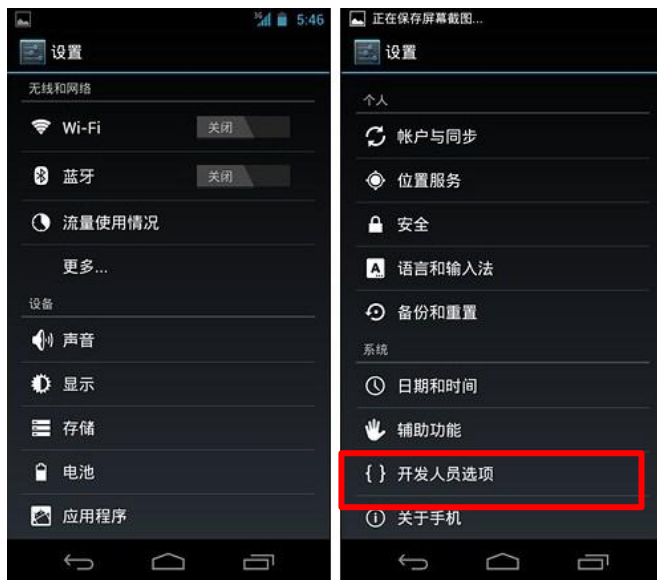 3G 5:46
设置
无线和网络
Wi-Fi 关闭
蓝牙 关闭
流量使用情况
更多...
设备
声音
显示
存储
电池
应用程序
正在保存屏幕截图...
设置
个人
帐户与同步
位置服务
安全
A 语言和输入法
备份和重置
系统
日期和时间
辅助功能
{ } 开发人员选项
关于手机